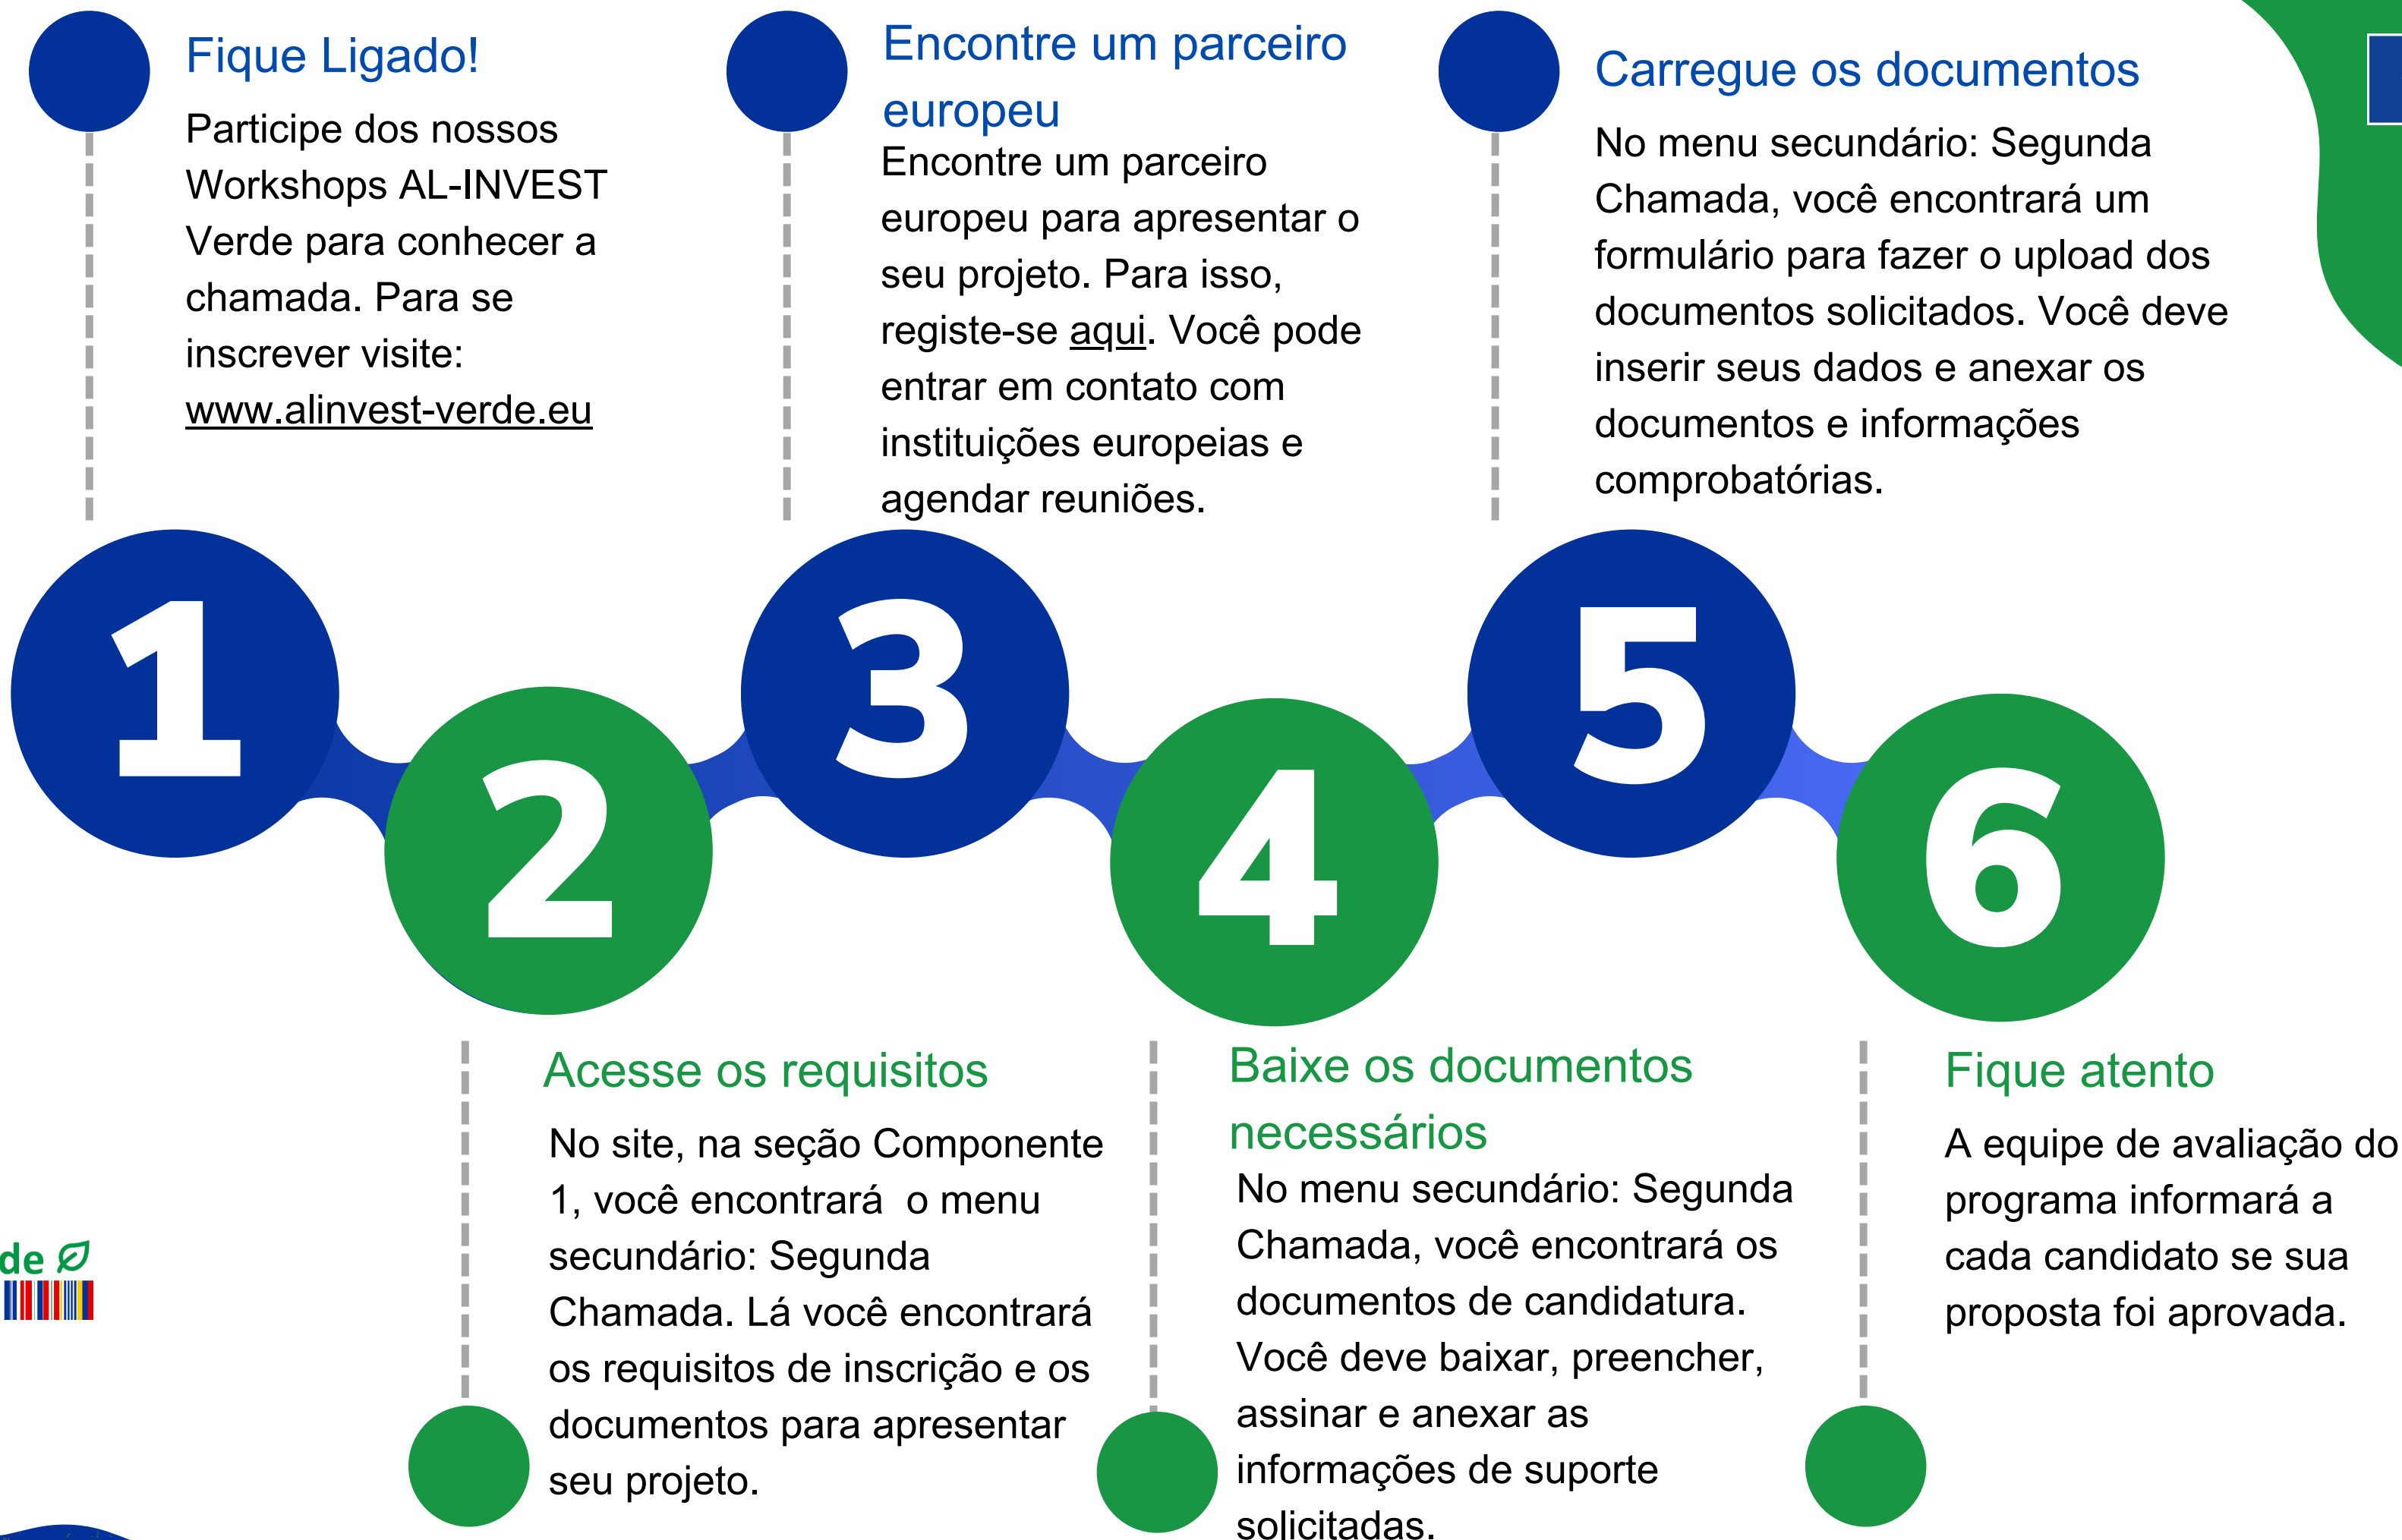 Fique Ligado!
Participe dos nossos
Workshops AL-INVEST
Verde para conhecer a
chamada. Para se
inscrever visite:
www.alinvest-verde.eu
Encontre um parceiro
europeu
Encontre um parceiro
europeu para apresentar o
seu projeto. Para isso,
registe-se aqui. Você pode
entrar em contato com
instituições europeias e
agendar reuniões.
Carregue os documentos
No menu secundário: Segunda
Chamada, você encontrará um
formulário para fazer o upload dos
documentos solicitados. Você deve
inserir seus dados e anexar os
documentos e informações
comprobatórias.
1
2
3
4
5
6
Acesse os requisitos
No site, na seção Componente
1, você encontrará  o menu
secundário: Segunda
Chamada. Lá você encontrará
os requisitos de inscrição e os
documentos para apresentar
seu projeto.
Baixe os documentos
necessários
No menu secundário: Segunda
Chamada, você encontrará os
documentos de candidatura.
Você deve baixar, preencher,
assinar e anexar as
informações de suporte
solicitadas.
Fique atento
A equipe de avaliação do
programa informará a
cada candidato se sua
proposta foi aprovada.
de